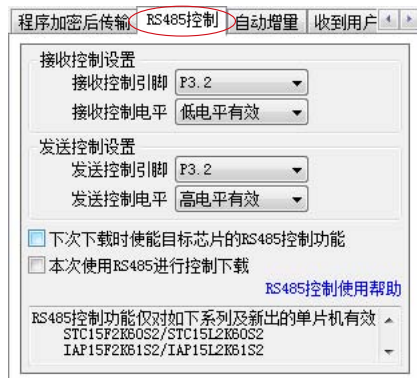 程序加密后传输 RS485控制 自动增量 收到用户
接收控制设置
接收控制引脚 P3.2
接收控制电平 低电平有效
发送控制设置
发送控制引脚 P3.2
发送控制电平 高电平有效
下次下载时使能目标芯片的RS485控制功能
本次使用RS485进行控制下载
RS485控制使用帮助
RS485控制功能仅对如下系列及新出的单片机有效
STC15F2K60S2/STC15L2K60S2
IAP15F2K61S2/IAP15L2K61S2